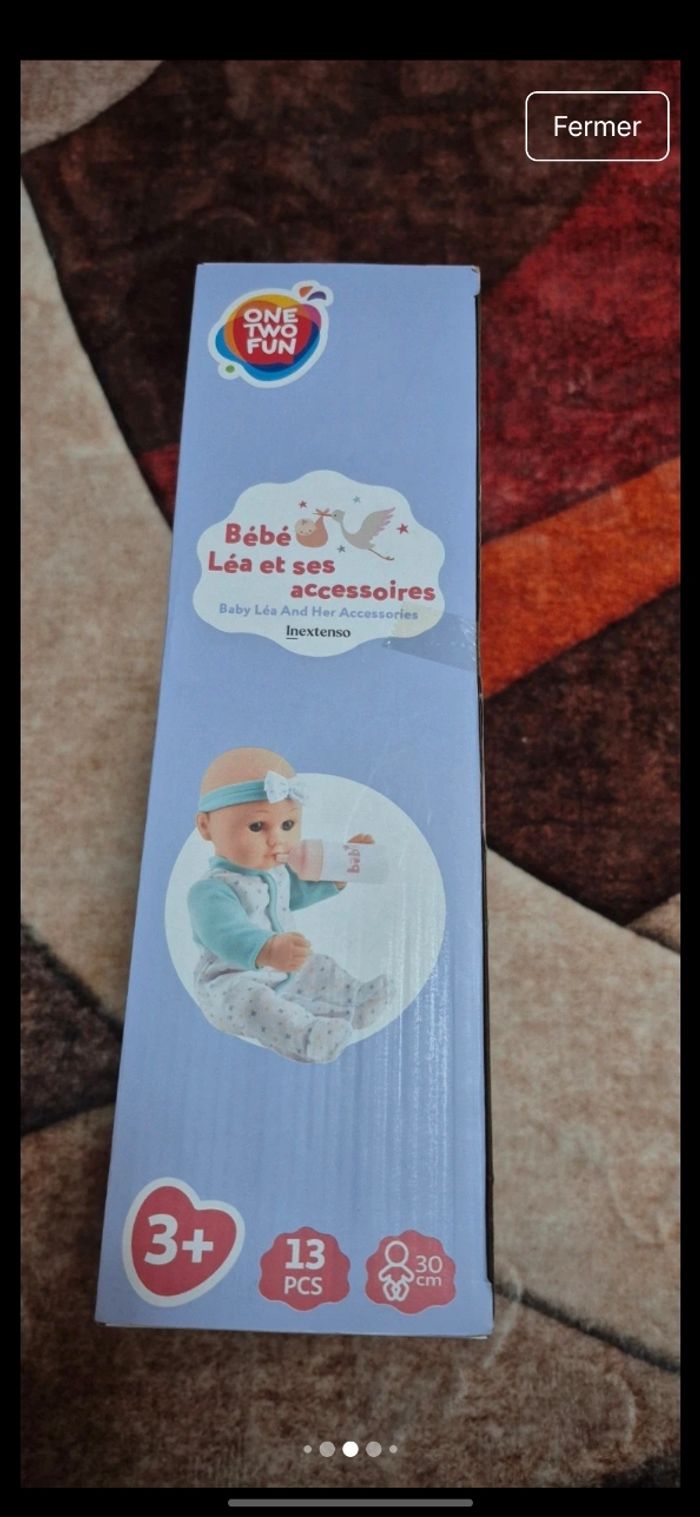 Fermer
ONE
TWO
FUN
Bébé
Léa et ses
accessoires
Baby Léa And Her Accessories
Inextenso
bébé
3+
13
PCS
30
cm